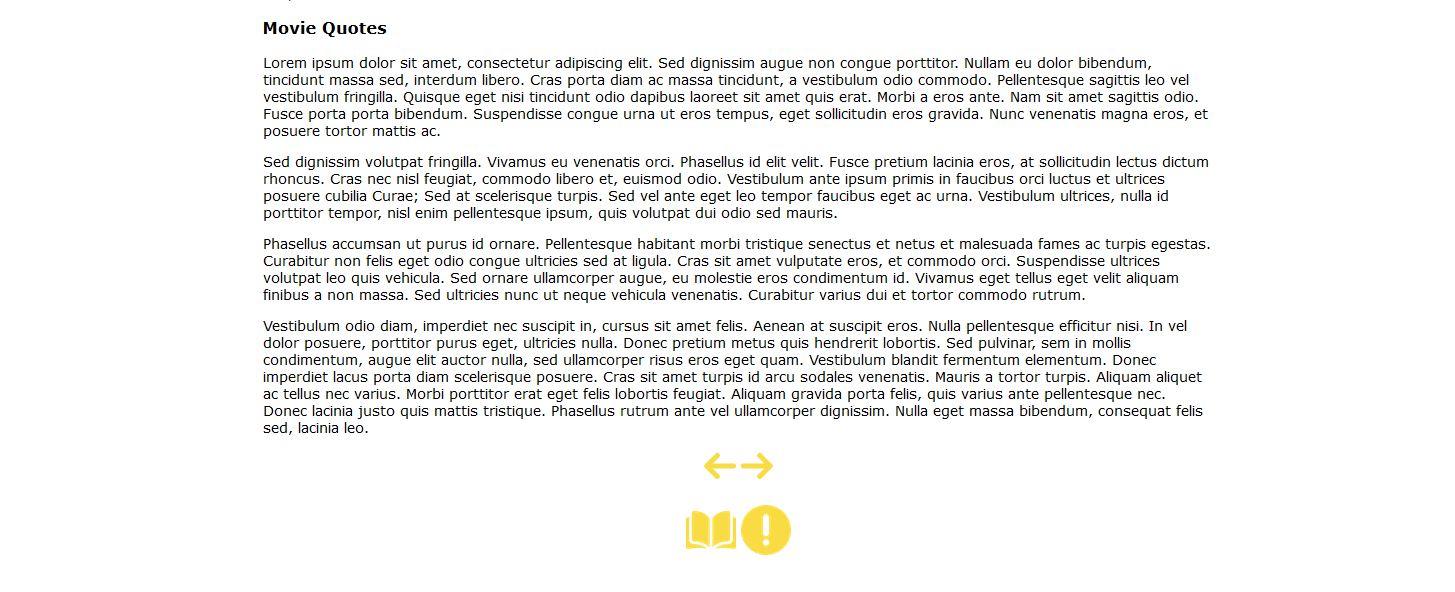 Movie Quotes
Lorem ipsum dolor sit amet, consectetur adipiscing elit. Sed dignissim augue non congue porttitor. Nullam eu dolor bibendum,
tincidunt massa sed, interdum libero. Cras porta diam ac massa tincidunt, a vestibulum odio commodo. Pellentesque sagittis leo vel
vestibulum fringilla. Quisque eget nisi tincidunt odio dapibus laoreet sit amet quis erat. Morbi a eros ante. Nam sit amet sagittis odio.
Fusce porta porta bibendum. Suspendisse congue urna ut eros tempus, eget sollicitudin eros gravida. Nunc venenatis magna eros, et
posuere tortor mattis ac.
Sed dignissim volutpat fringilla. Vivamus eu venenatis orci. Phasellus id elit velit. Fusce pretium lacinia eros, at sollicitudin lectus dictum
rhoncus. Cras nec nisl feugiat, commodo libero et, euismod odio. Vestibulum ante ipsum primis in faucibus orci luctus et ultrices
posuere cubilia Curae; Sed at scelerisque turpis. Sed vel ante eget leo tempor faucibus eget ac urna. Vestibulum ultrices, nulla id
porttitor tempor, nisl enim pellentesque ipsum, quis volutpat dui odio sed mauris.
Phasellus accumsan ut purus id ornare. Pellentesque habitant morbi tristique senectus et netus et malesuada fames ac turpis egestas.
Curabitur non felis eget odio congue ultricies sed at ligula. Cras sit amet vulputate eros, et commodo orci. Suspendisse ultrices
volutpat leo quis vehicula. Sed ornare ullamcorper augue, eu molestie eros condimentum id. Vivamus eget tellus eget velit aliquam
finibus a non massa. Sed ultricies nunc ut neque vehicula venenatis. Curabitur varius dui et tortor commodo rutrum.
Vestibulum odio diam, imperdiet nec suscipit in, cursus sit amet felis. Aenean at suscipit eros. Nulla pellentesque efficitur nisi. In vel
dolor posuere, porttitor purus eget, ultricies nulla. Donec pretium metus quis hendrerit lobortis. Sed pulvinar, sem in mollis
condimentum, augue elit auctor nulla, sed ullamcorper risus eros eget quam. Vestibulum blandit fermentum elementum. Donec
imperdiet lacus porta diam scelerisque posuere. Cras sit amet turpis id arcu sodales venenatis. Mauris a tortor turpis. Aliquam aliquet
ac tellus nec varius. Morbi porttitor erat eget felis lobortis feugiat. Aliquam gravida porta felis, quis varius ante pellentesque nec.
Donec lacinia justo quis mattis tristique. Phasellus rutrum ante vel ullamcorper dignissim. Nulla eget massa bibendum, consequat felis
sed, lacinia leo.